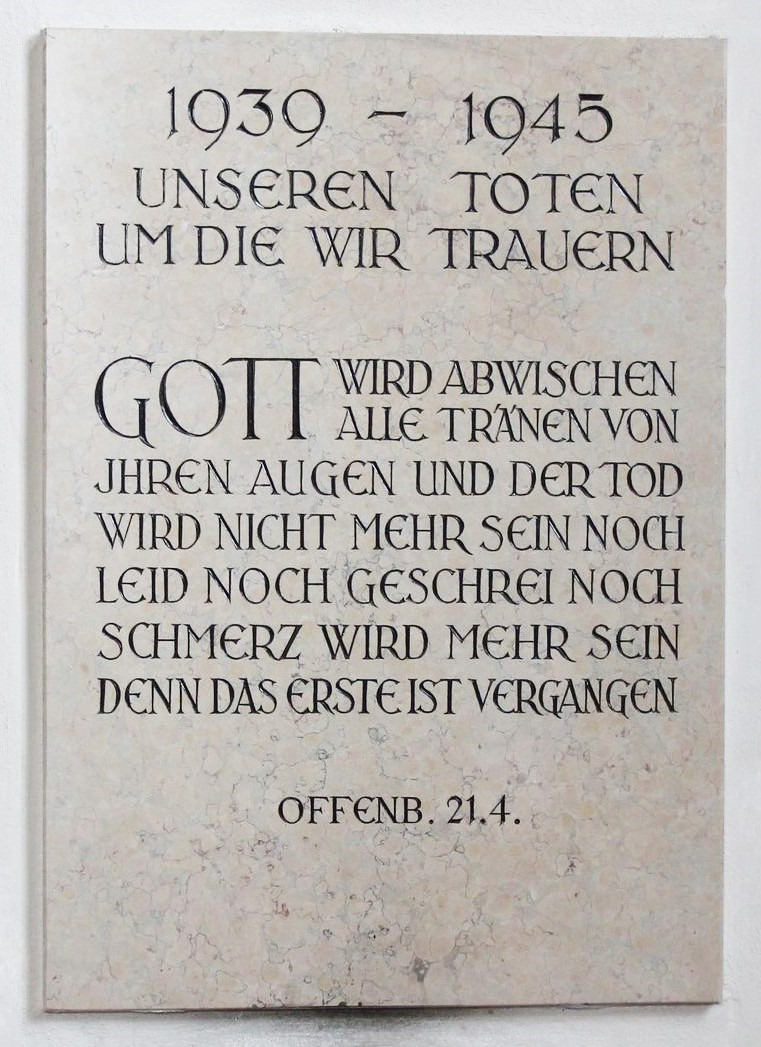 1939 – 1945
UNSEREN TOTEN
UM DIE WIR TRAUERN
GOTT WIRD ABWISCHEN
ALLE TRÄNEN VON
JHREN AUGEN UND DER TOD
WIRD NICHT MEHR SEIN NOCH
LEID NOCH GESCHREI NOCH
SCHMERZ WIRD MEHR SEIN
DENN DAS ERSTE IST VERGANGEN
OFFENB. 21.4.